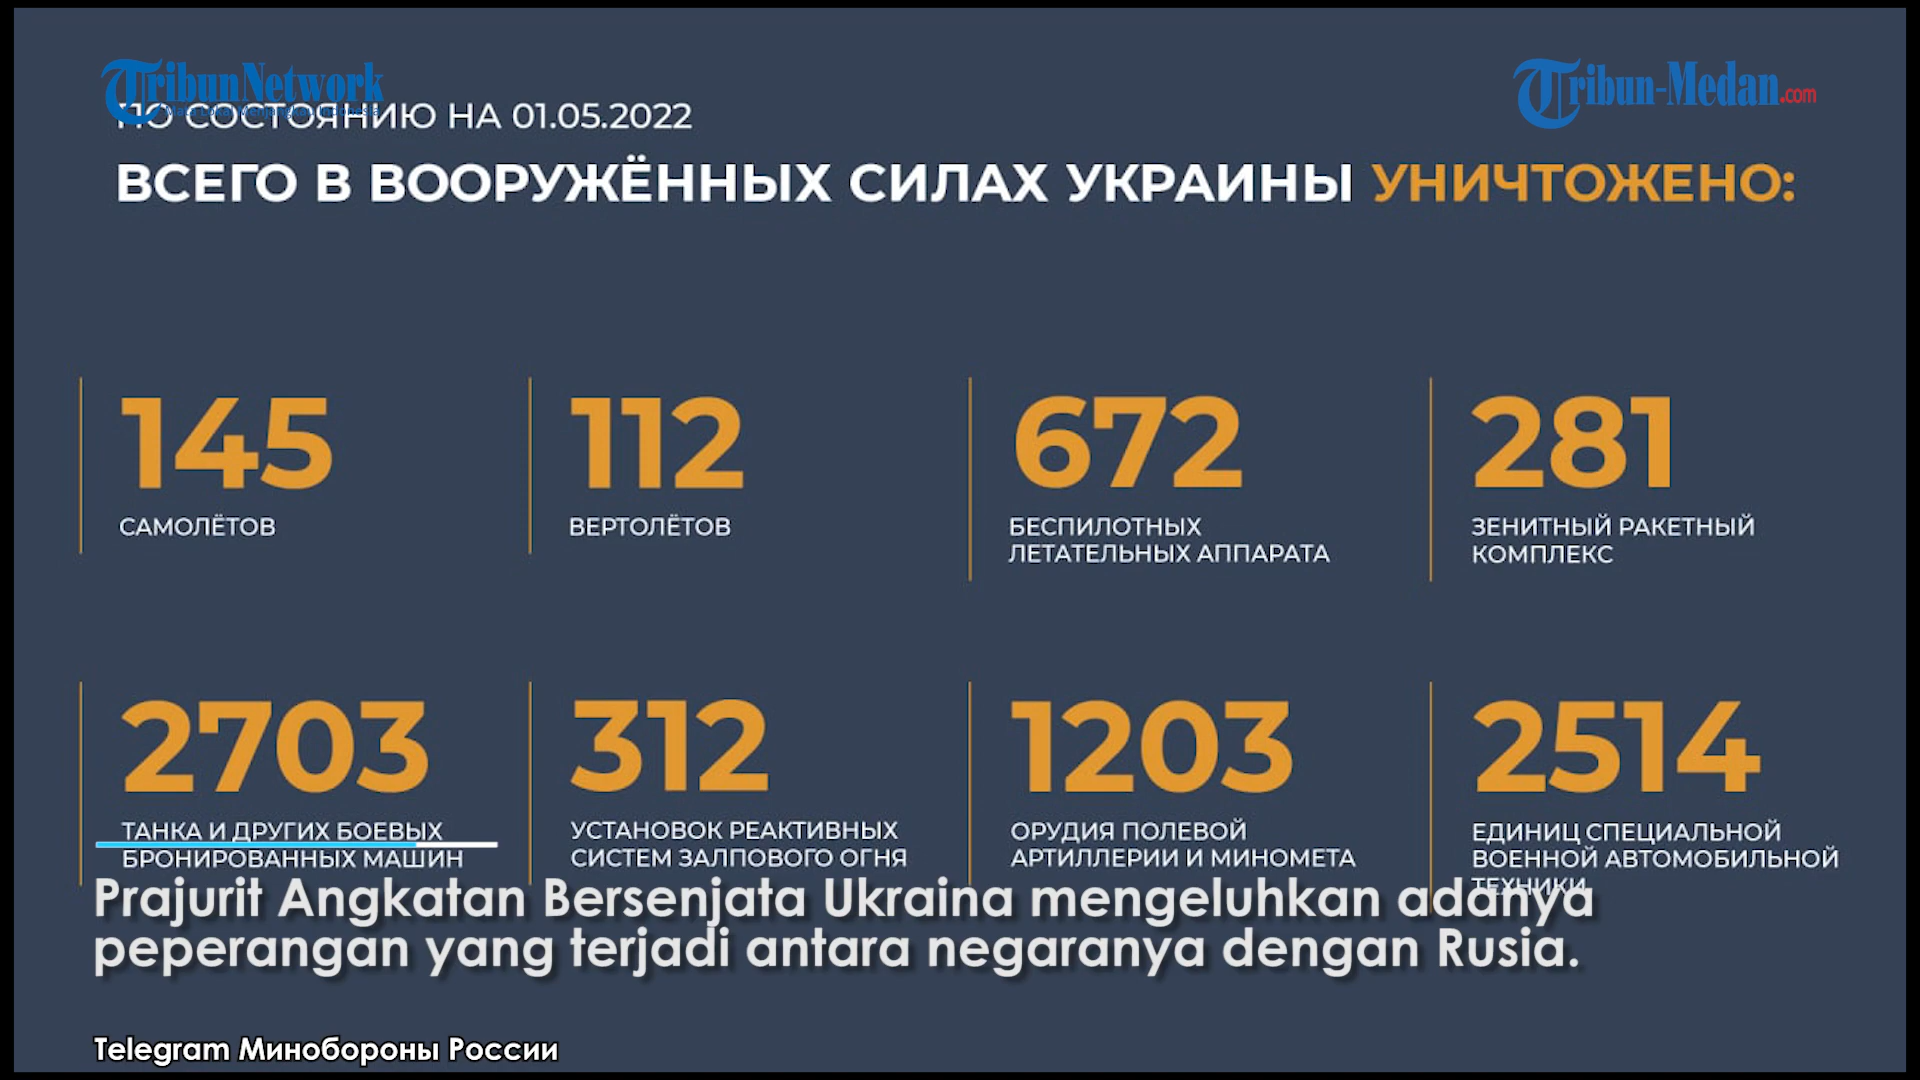 TribunNetwork
Tribun-Medan.com
ПО СОСТОЯНИЮ НА 01.05.2022
ВСЕГО В ВООРУЖЁННЫХ СИЛАХ УКРАИНЫ УНИЧТОЖЕНО:
145
САМОЛЁТОВ
112
ВЕРТОЛЁТОВ
672
БЕСПИЛОТНЫХ
ЛЕТАТЕЛЬНЫХ АППАРАТА
281
ЗЕНИТНЫЙ РАКЕТНЫЙ
КОМПЛЕКС
2703
ТАНКА И ДРУГИХ БОЕВЫХ
БРОНИРОВАННЫХ МАШИН
312
УСТАНОВОК РЕАКТИВНЫХ
СИСТЕМ ЗАЛПОВОГО ОГНЯ
1203
ОРУДИЯ ПОЛЕВОЙ
АРТИЛЛЕРИИ И МИНОМЕТА
2514
ЕДИНИЦ СПЕЦИАЛЬНОЙ
ВОЕННОЙ АВТОМОБИЛЬНОЙ
ТЕХНИКИ
Prajurit Angkatan Bersenjata Ukraina mengeluhkan adanya
peperangan yang terjadi antara negaranya dengan Rusia.
Telegram Минобороны России